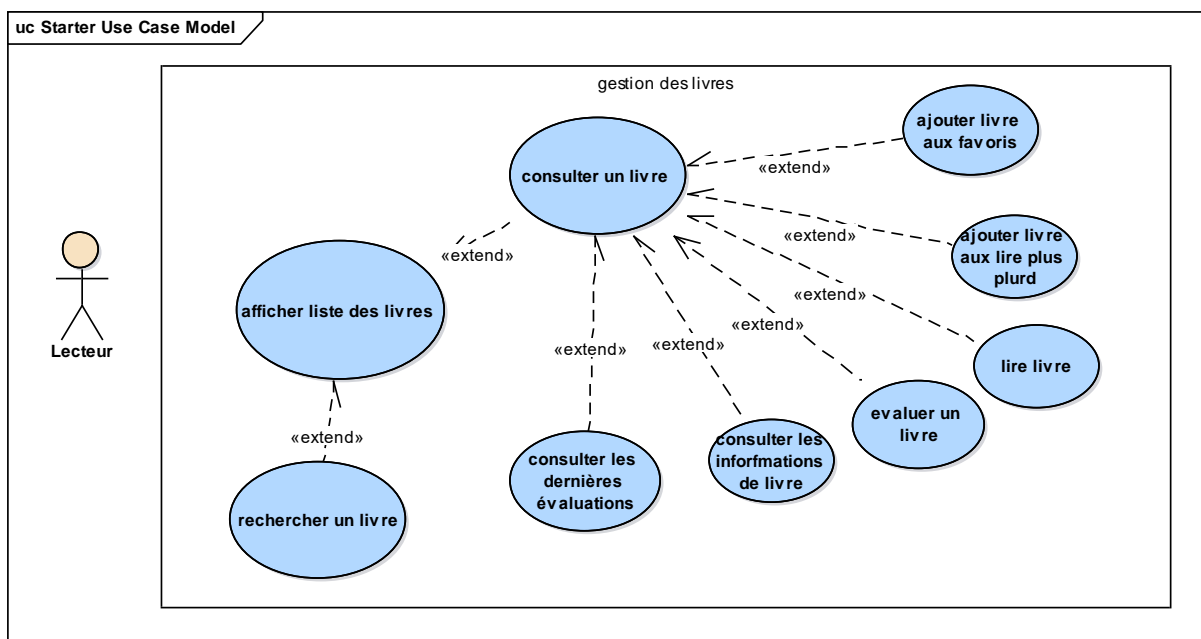 uc Starter Use Case Model
gestion des livres
ajouter livre
aux favoris
consulter un livre
«extend»
ajouter livre
aux lire plus
plurd
«extend»
«extend»
afficher liste des livres
«extend»
Lecteur
«extend»
lire livre
«extend»
«extend»
«extend»
evaluer un
livre
«extend»
consulter les
inforfmations
de livre
consulter les
dernières
évaluations
rechercher un livre